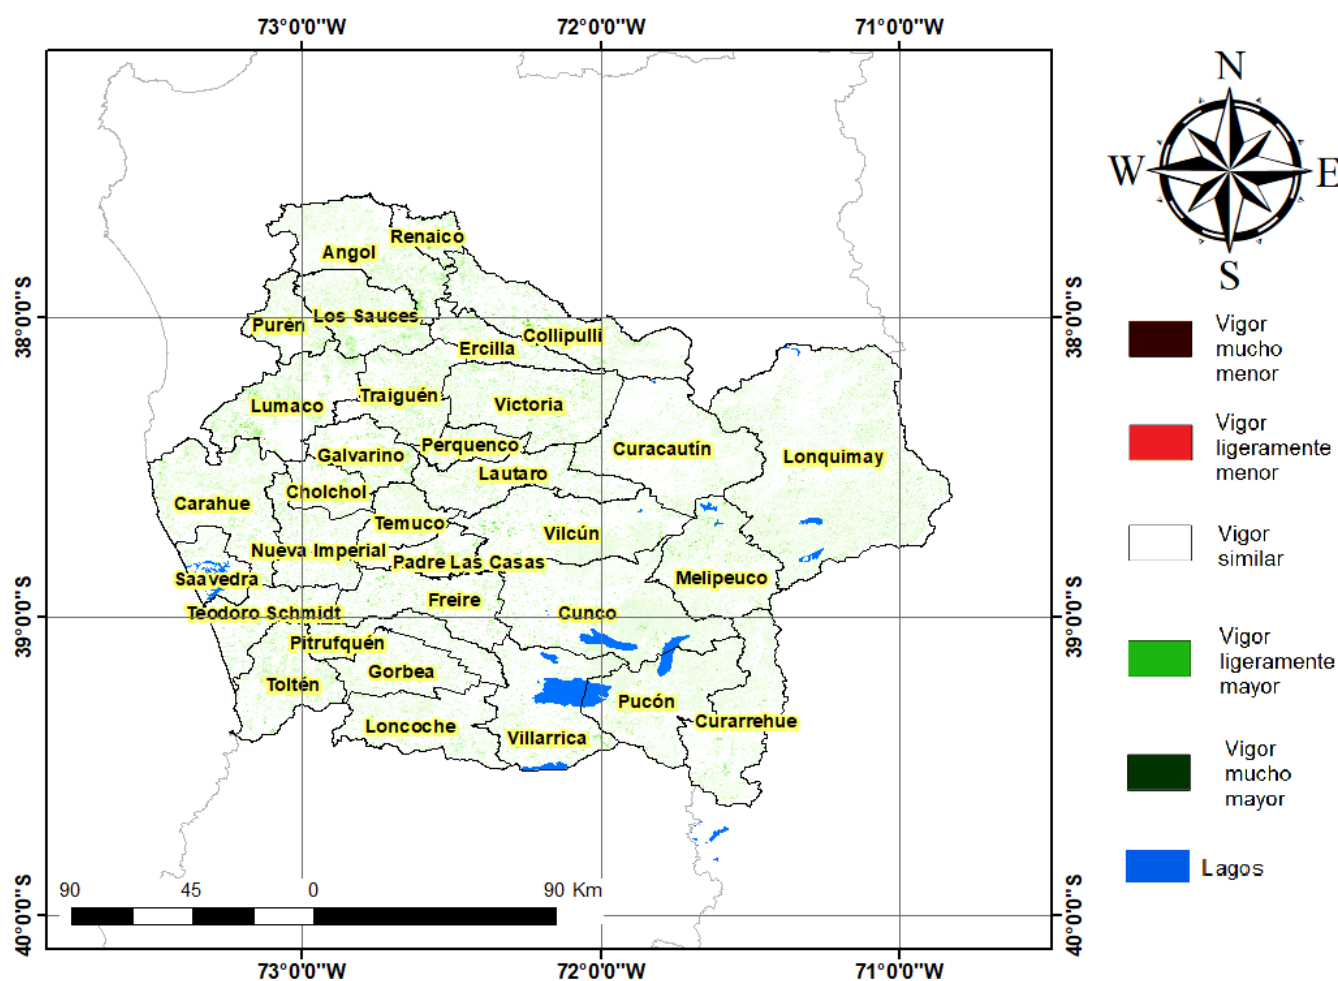 73°0'0"W 72°0'0"W 71°0'0"W
N
W E
S
38°0'0"S 38°0'0"S
39°0'0"S 39°0'0"S
40°0'0"S 40°0'0"S
Renaico
Angol
Los Sauces
Purén
Collipulli
Ercilla
Traiguén
Lumaco
Victoria
Perquenco
Curacautín
Galvarino
Lonquimay
Lautaro
Cholchol
Carahue
Temuco
Vilcún
Nueva Imperial
Padre Las Casas
Saavedra
Melipeuco
Freire
Teodoro Schmidt
Cunco
Pitrufquén
Gorbea
Toltén
Pucón
Loncoche
Curarrehue
Villarrica
90 45 0 90 Km
73°0'0"W 72°0'0"W 71°0'0"W
Vigor
mucho
menor
Vigor
ligeramente
menor
Vigor
similar
Vigor
ligeramente
mayor
Vigor
mucho
mayor
Lagos